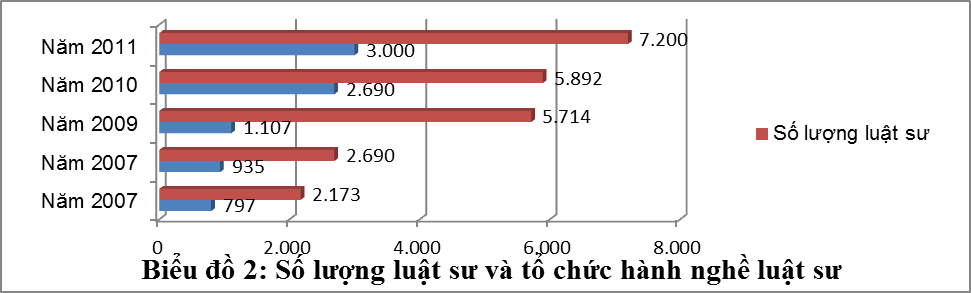 Năm 2011 7.200
3.000
Năm 2010 5.892
2.690
Năm 2009 5.714
1.107
Năm 2007 2.690
935
Năm 2007 2.173
797
Số lượng luật sư
0 2.000 4.000 6.000 8.000
Biểu đồ 2: Số lượng luật sư và tổ chức hành nghề luật sư